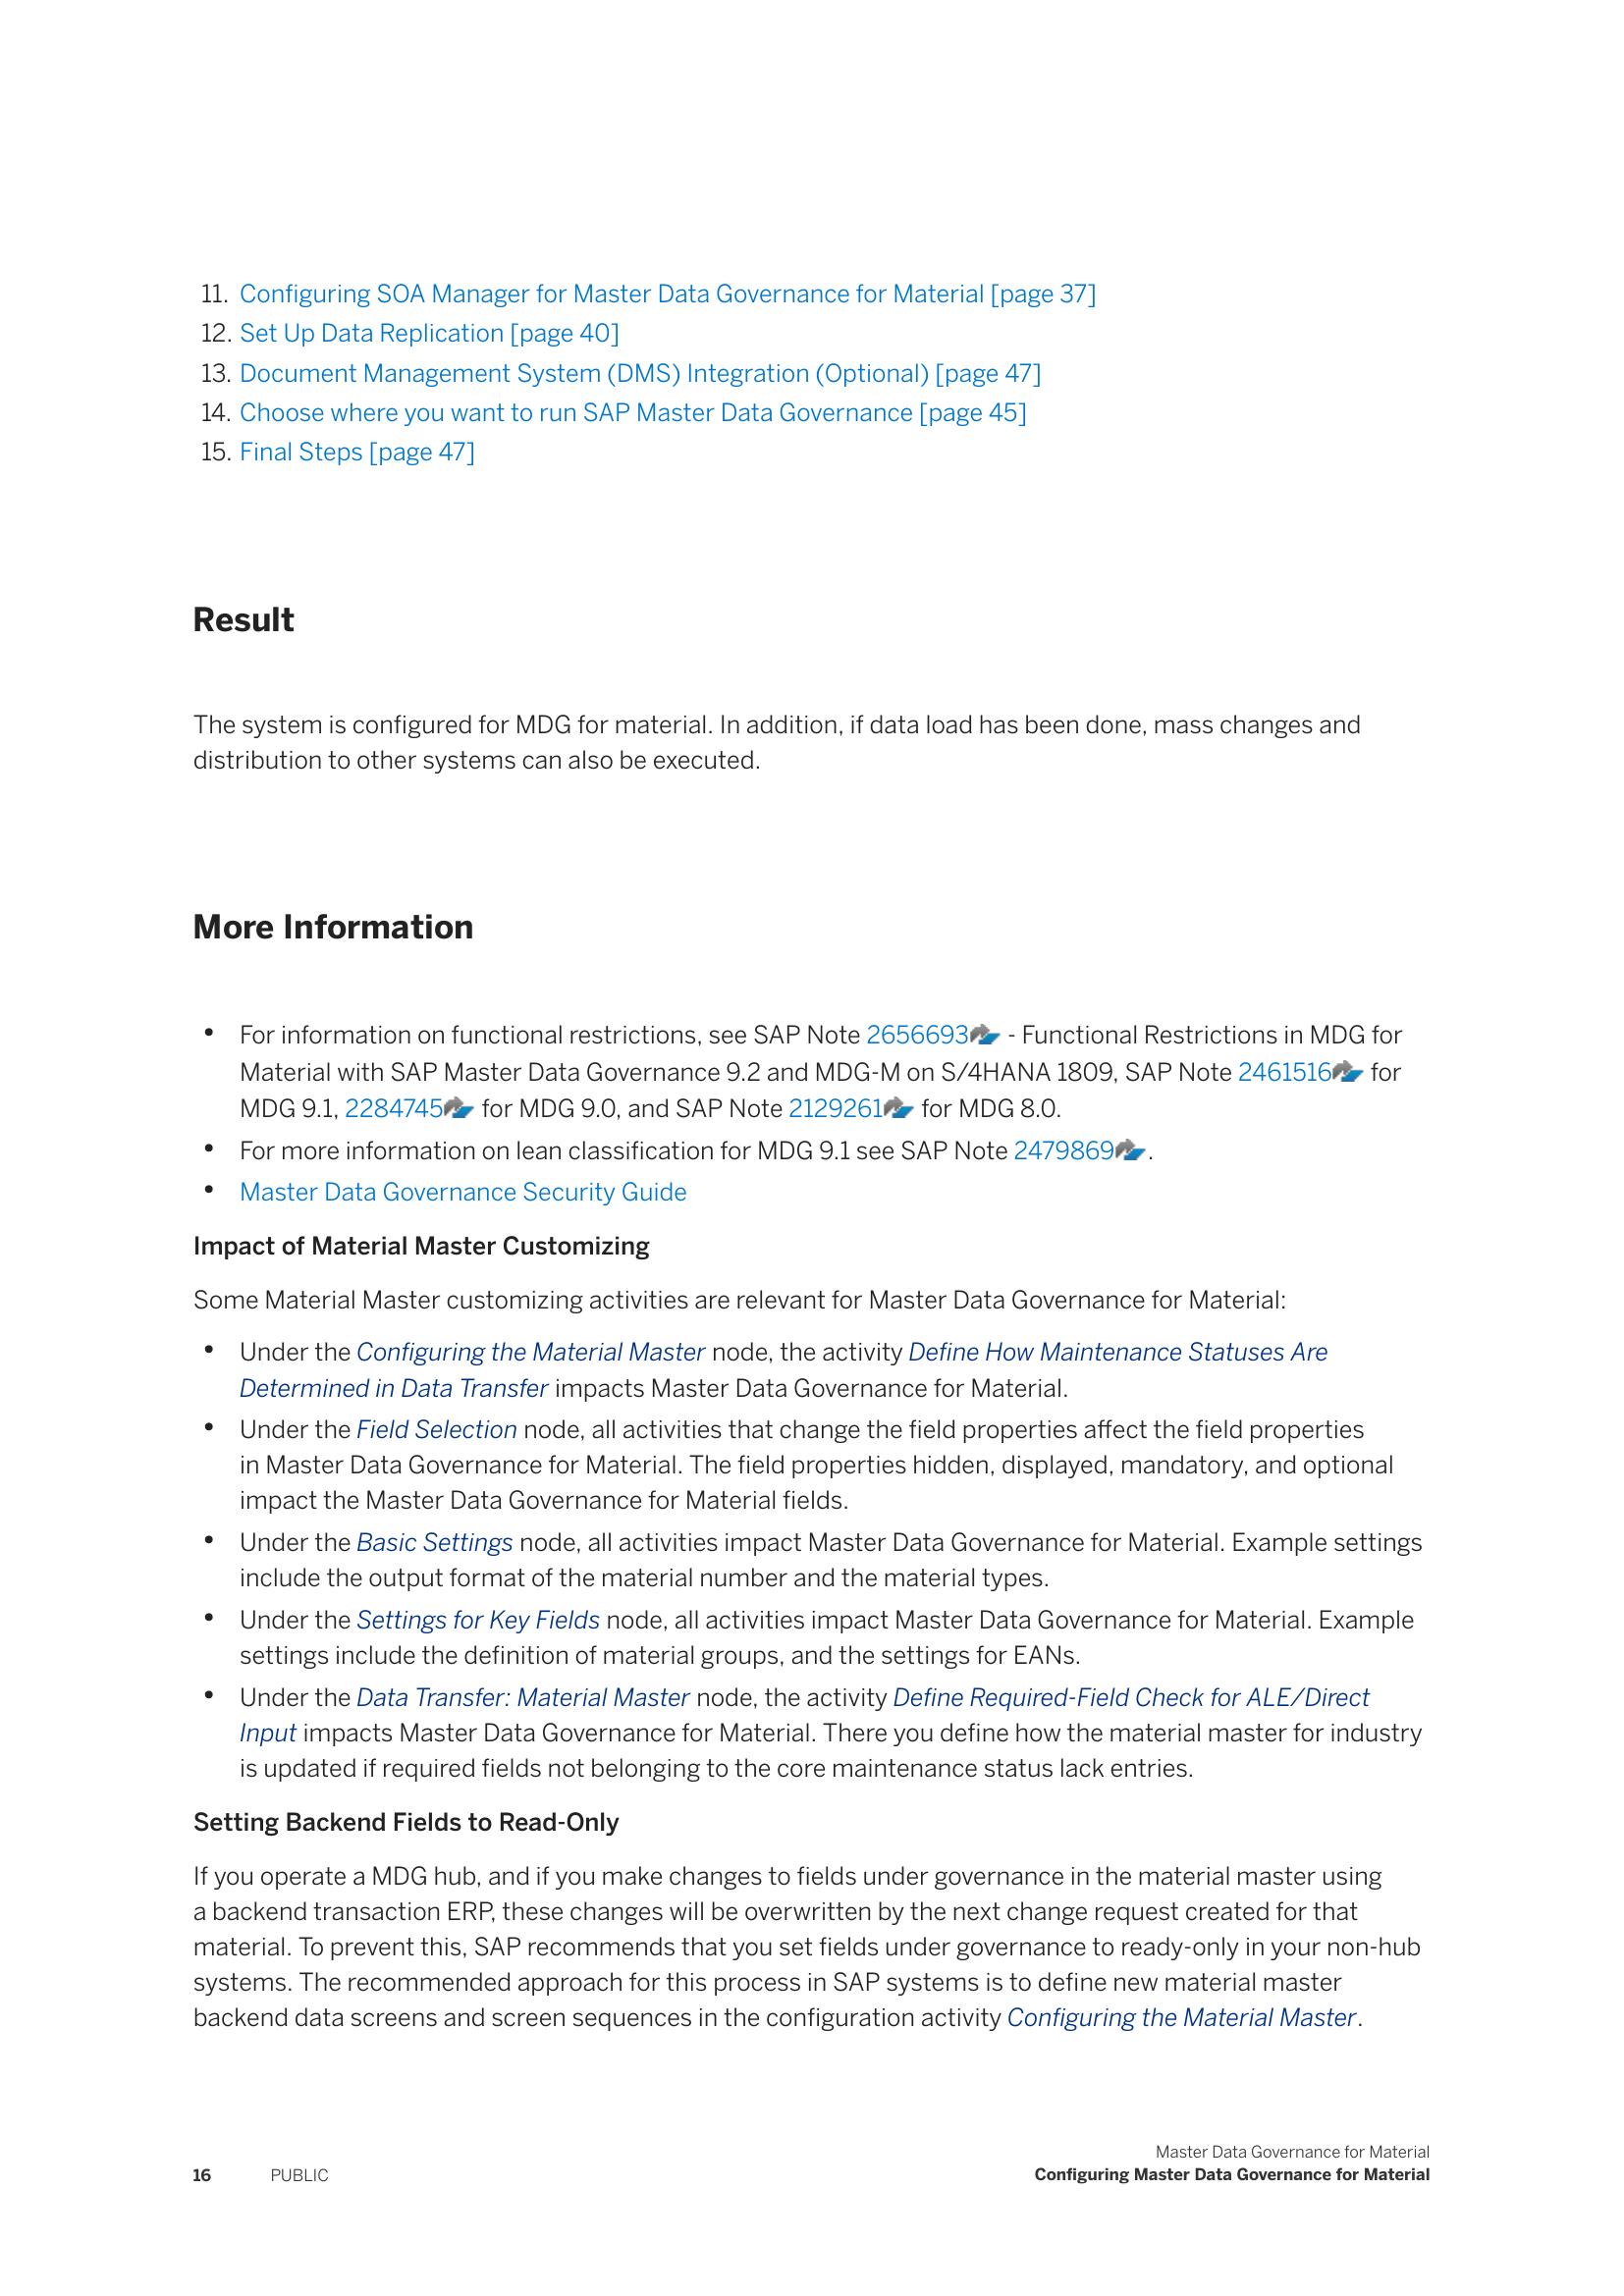 11. Configuring SOA Manager for Master Data Governance for Material [page 37]
12. Set Up Data Replication [page 40]
13. Document Management System (DMS) Integration (Optional) [page 47]
14. Choose where you want to run SAP Master Data Governance [page 45]
15. Final Steps [page 47]
Result
The system is configured for MDG for material. In addition, if data load has been done, mass changes and
distribution to other systems can also be executed.
More Information
• For information on functional restrictions, see SAP Note 2656693 - Functional Restrictions in MDG for
Material with SAP Master Data Governance 9.2 and MDG-M on S/4HANA 1809, SAP Note 2461516 for
MDG 9.1, 2284745 for MDG 9.0, and SAP Note 2129261 for MDG 8.0.
• For more information on lean classification for MDG 9.1 see SAP Note 2479869.
• Master Data Governance Security Guide
Impact of Material Master Customizing
Some Material Master customizing activities are relevant for Master Data Governance for Material:
• Under the Configuring the Material Master node, the activity Define How Maintenance Statuses Are
Determined in Data Transfer impacts Master Data Governance for Material.
• Under the Field Selection node, all activities that change the field properties affect the field properties
in Master Data Governance for Material. The field properties hidden, displayed, mandatory, and optional
impact the Master Data Governance for Material fields.
• Under the Basic Settings node, all activities impact Master Data Governance for Material. Example settings
include the output format of the material number and the material types.
• Under the Settings for Key Fields node, all activities impact Master Data Governance for Material. Example
settings include the definition of material groups, and the settings for EANs.
• Under the Data Transfer: Material Master node, the activity Define Required-Field Check for ALE/Direct
Input impacts Master Data Governance for Material. There you define how the material master for industry
is updated if required fields not belonging to the core maintenance status lack entries.
Setting Backend Fields to Read-Only
If you operate a MDG hub, and if you make changes to fields under governance in the material master using
a backend transaction ERP, these changes will be overwritten by the next change request created for that
material. To prevent this, SAP recommends that you set fields under governance to ready-only in your non-hub
systems. The recommended approach for this process in SAP systems is to define new material master
backend data screens and screen sequences in the configuration activity Configuring the Material Master.
Master Data Governance for Material
16 PUBLIC Configuring Master Data Governance for Material